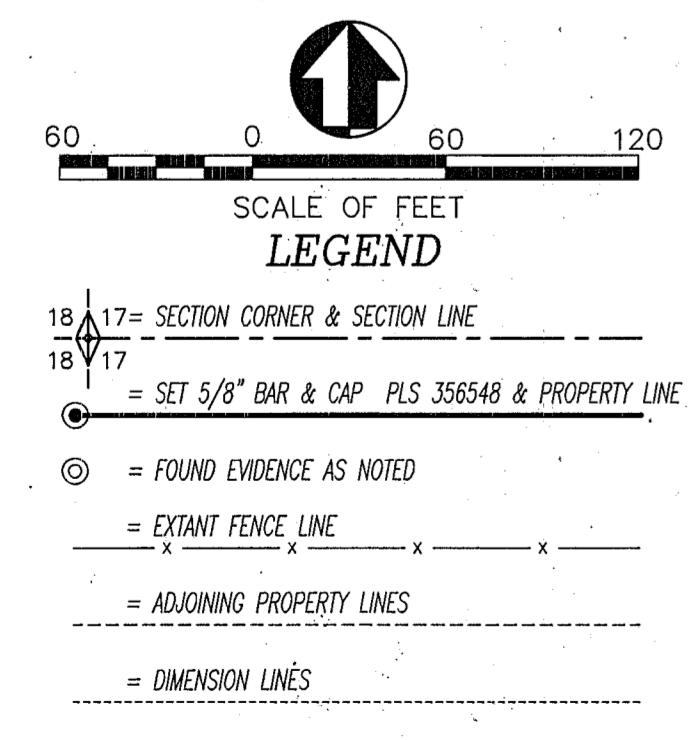 60 0 60 120
SCALE OF FEET
LEGEND
18 17 = SECTION CORNER & SECTION LINE
18 17
= SET 5/8" BAR & CAP PLS 356548 & PROPERTY LINE
= FOUND EVIDENCE AS NOTED
= EXTANT FENCE LINE
x x x x
= ADJOINING PROPERTY LINES
= DIMENSION LINES